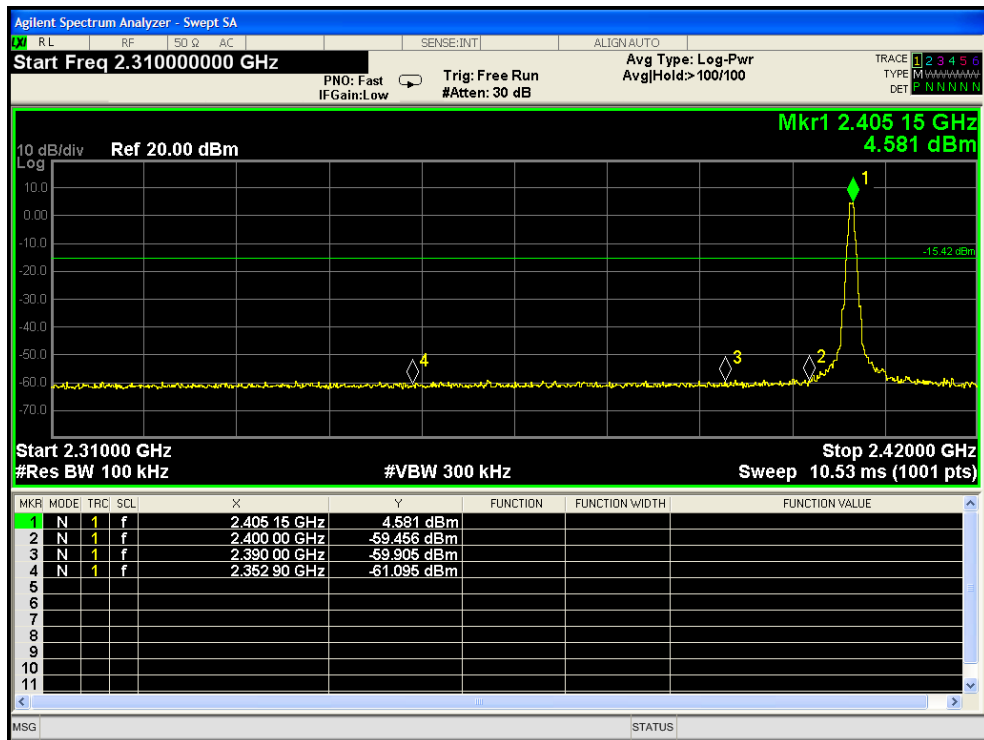 Agilent Spectrum Analyzer - Swept SA
LXI RL RF 50 Ω AC SENSE:INT ALIGNAUTO
Start Freq 2.310000000 GHz
PNO: Fast
IFGain:Low
Trig: Free Run
#Atten: 30 dB
Avg Type: Log-Pwr
Avg|Hold:>100/100
TRACE 1 2 3 4 5 6
TYPE M WWWWW
DET P N N N N N
Mkr1 2.405 15 GHz
4.581 dBm
10 dB/div Ref 20.00 dBm
Log
10.0
0.00
-10.0
-20.0
-30.0
-40.0
-50.0
-60.0
-70.0
1
-15.42 dBm
4
3
2
Start 2.31000 GHz Stop 2.42000 GHz
#Res BW 100 kHz #VBW 300 kHz Sweep 10.53 ms (1001 pts)
MKR MODE TRC SCL X Y FUNCTION FUNCTION WIDTH FUNCTION VALUE
1 N 1 f 2.405 15 GHz 4.581 dBm
2 N 1 f 2.400 00 GHz -59.456 dBm
3 N 1 f 2.390 00 GHz -59.905 dBm
4 N 1 f 2.352 90 GHz -61.095 dBm
5
6
7
8
9
10
11
MSG STATUS